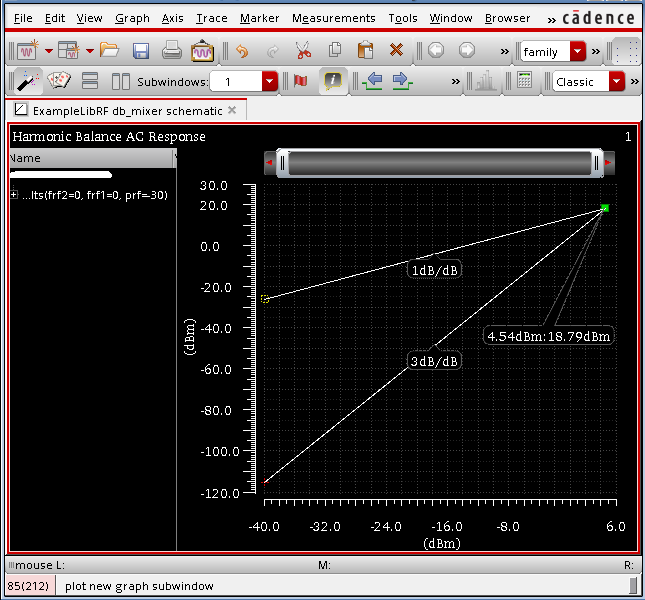 File Edit View Graph Axis Trace Marker Measurements Tools Window Browser » cādence
» family »
Subwindows: 1 » Classic »
ExampleLibRF db_mixer schematic
Harmonic Balance AC Response 1
Name
...lts(frf2=0, frf1=0, prf=-30)
30.0
20.0
0.0
-20.0
-40.0
-60.0
-80.0
-100.0
-120.0
(dBm)
1dB/dB
4.54dBm:18.79dBm
3dB/dB
-40.0 -32.0 -24.0 -16.0 -8.0 6.0
(dBm)
mouse L: M: R:
85(212) plot new graph subwindow